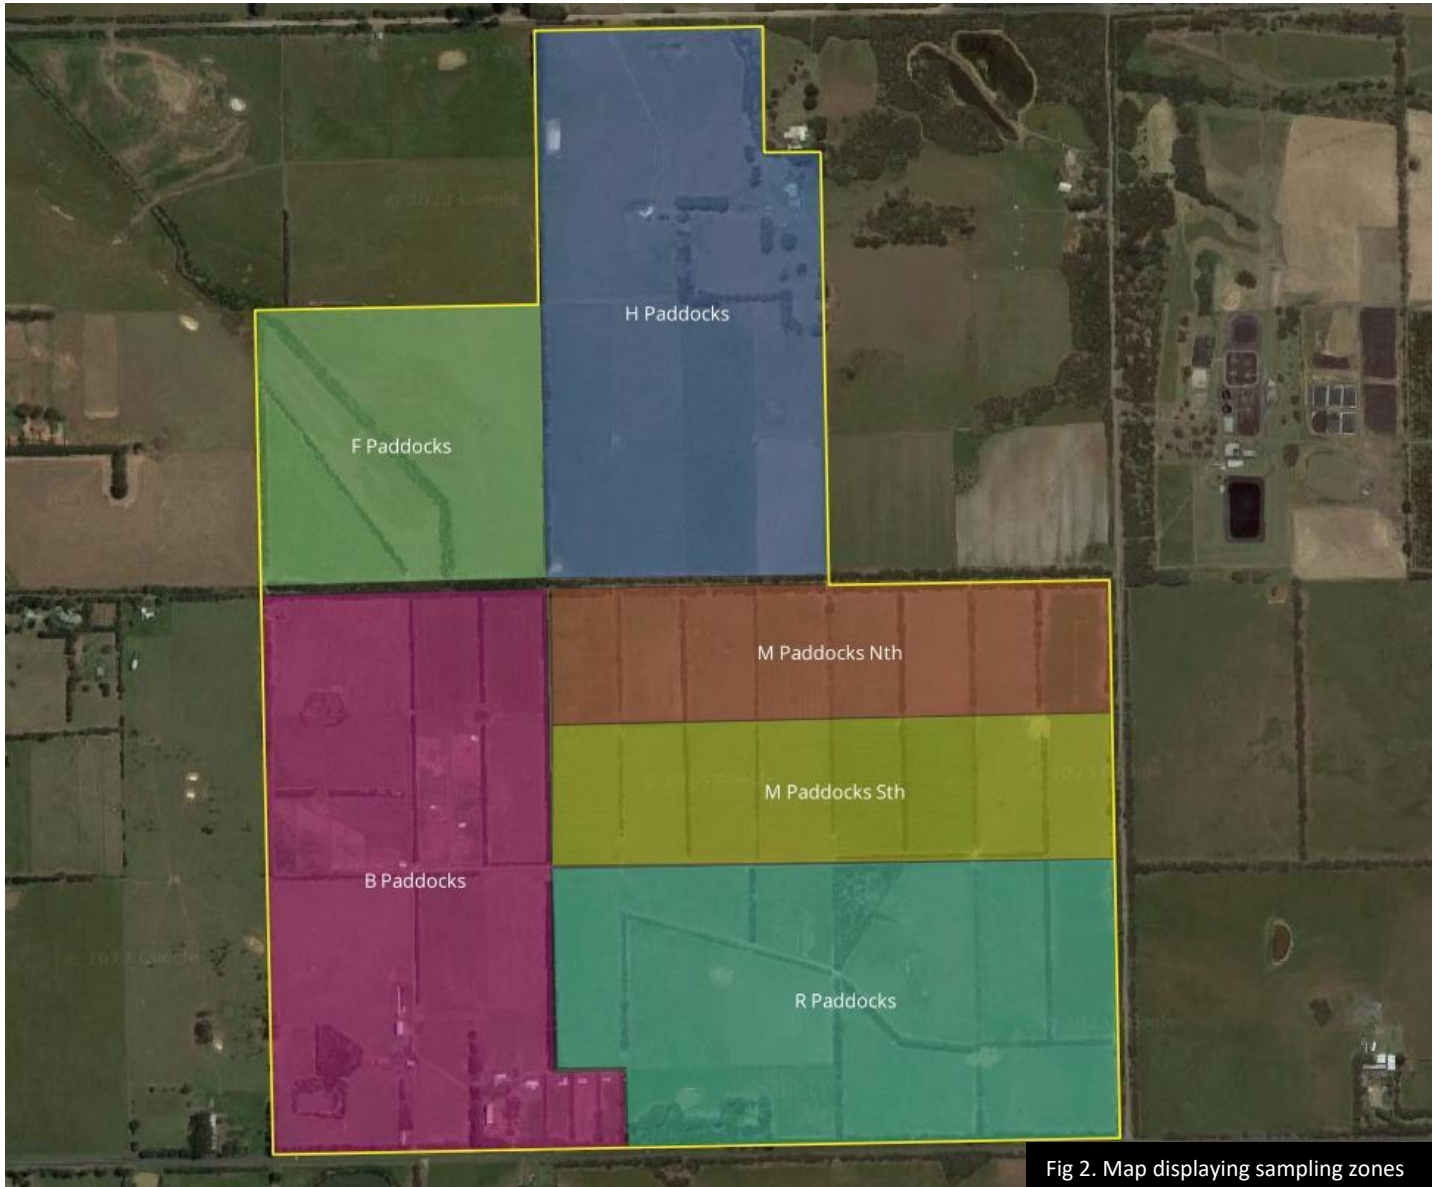 H Paddocks
F Paddocks
M Paddocks Nth
M Paddocks Sth
B Paddocks
R Paddocks
Fig 2. Map displaying sampling zones